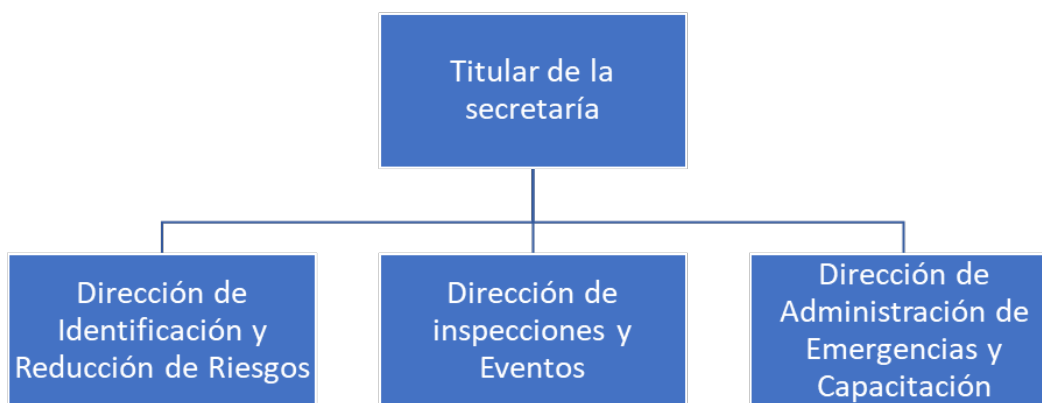 Titular de la
secretaría
Dirección de
Identificación y
Reducción de Riesgos
Dirección de
inspecciones y
Eventos
Dirección de
Administración de
Emergencias y
Capacitación